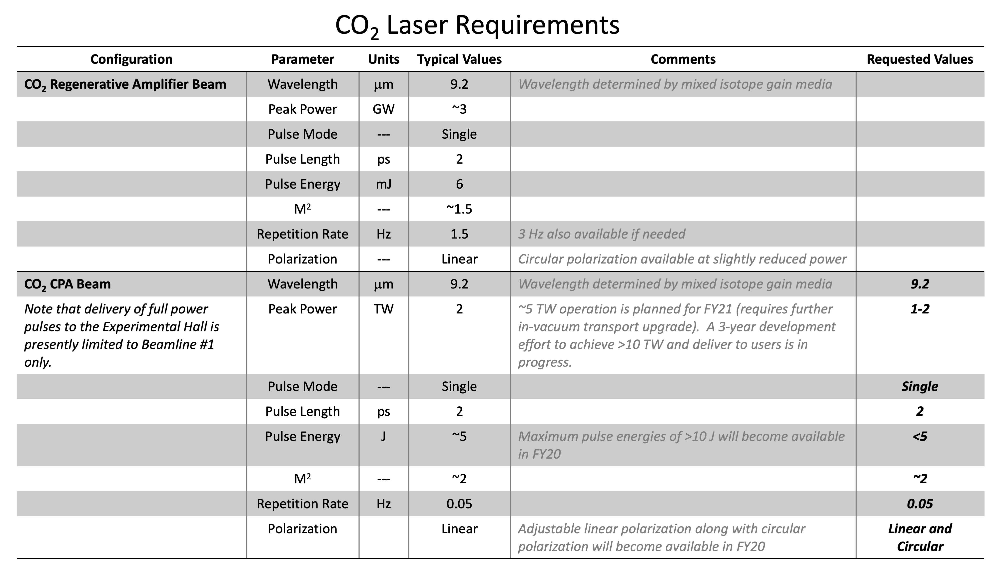 CO₂ Laser Requirements
Configuration Parameter Units Typical Values Comments Requested Values
CO₂ Regenerative Amplifier Beam Wavelength μm 9.2 Wavelength determined by mixed isotope gain media
Peak Power GW ~3
Pulse Mode --- Single
Pulse Length ps 2
Pulse Energy mJ 6
M² --- ~1.5
Repetition Rate Hz 1.5 3 Hz also available if needed
Polarization --- Linear Circular polarization available at slightly reduced power
CO₂ CPA Beam Wavelength μm 9.2 Wavelength determined by mixed isotope gain media 9.2
Note that delivery of full power Peak Power TW 2 ~5 TW operation is planned for FY21 (requires further 1-2
pulses to the Experimental Hall is in-vacuum transport upgrade). A 3-year development
presently limited to Beamline #1 effort to achieve >10 TW and deliver to users is in
only. progress.
Pulse Mode --- Single Single
Pulse Length ps 2 2
Pulse Energy J ~5 Maximum pulse energies of >10 J will become available <5
in FY20
M² --- ~2 ~2
Repetition Rate Hz 0.05 0.05
Polarization Linear Adjustable linear polarization along with circular Linear and
polarization will become available in FY20 Circular